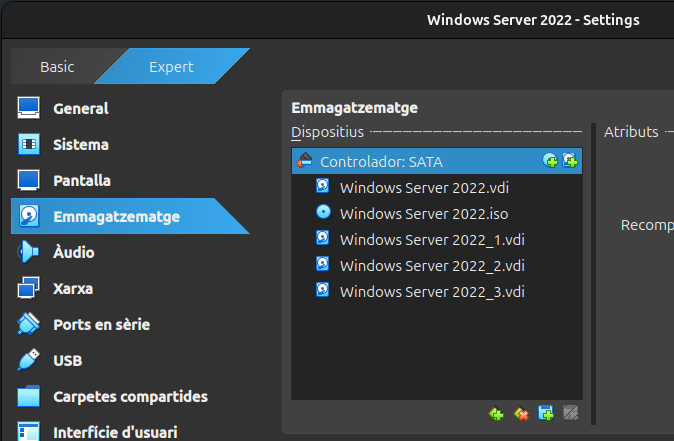 Windows Server 2022 - Settings
Basic
Expert
General
Sistema
Pantalla
Emmagatzematge
Àudio
Xarxa
Ports en sèrie
USB
Carpetes compartides
Interfície d'usuari
Emmagatzematge
Dispositius
Controlador: SATA
Windows Server 2022.vdi
Windows Server 2022.iso
Windows Server 2022_1.vdi
Windows Server 2022_2.vdi
Windows Server 2022_3.vdi
Atributs
Recomp